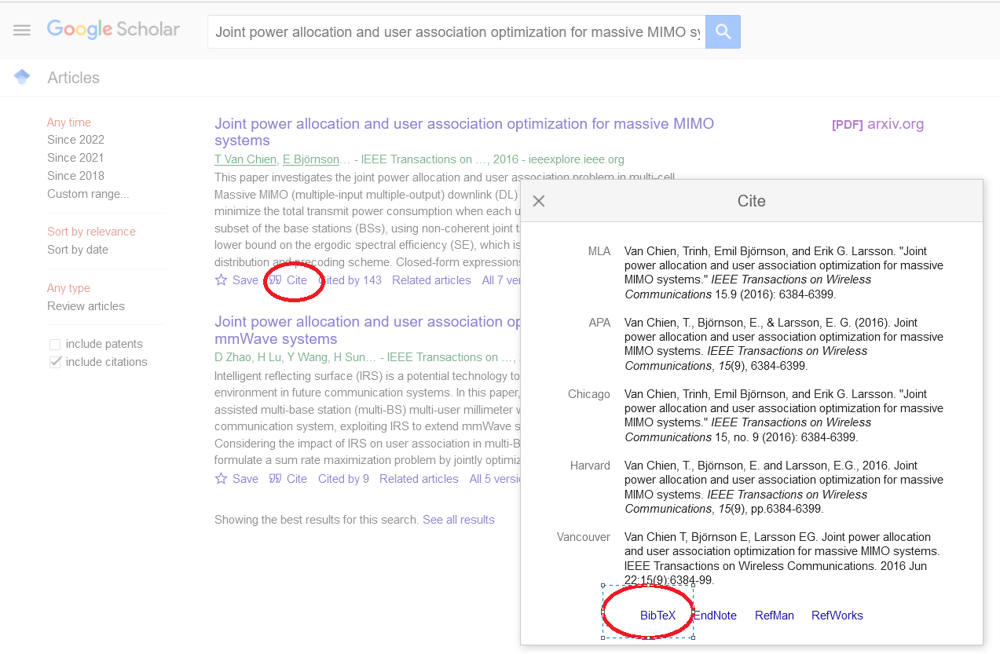 Google Scholar
Joint power allocation and user association optimization for massive MIMO sy
Articles
Any time
Since 2022
Since 2021
Since 2018
Custom range...
Sort by relevance
Sort by date
Any type
Review articles
include patents
include citations
Joint power allocation and user association optimization for massive MIMO
systems
[PDF] arxiv.org
T Van Chien, E Björnson… - IEEE Transactions on …, 2016 - ieeexplore.ieee.org
This paper investigates the joint power allocation and user association problem in multi-cell
Massive MIMO (multiple-input multiple-output) downlink (DL)
minimize the total transmit power consumption when each u
subset of the base stations (BSs), using non-coherent joint t
lower bound on the ergodic spectral efficiency (SE), which is
distribution and precoding scheme. Closed-form expressions
Save Cite Cited by 143 Related articles All 7 ver
Joint power allocation and user association op
mmWave systems
D Zhao, H Lu, Y Wang, H Sun… - IEEE Transactions on …,
Intelligent reflecting surface (IRS) is a potential technology to
environment in future communication systems. In this paper,
assisted multi-base station (multi-BS) multi-user millimeter w
communication system, exploiting IRS to extend mmWave s
Considering the impact of IRS on user association in multi-B
formulate a sum rate maximization problem by jointly optimiz
Save Cite Cited by 9 Related articles All 5 versi
Showing the best results for this search. See all results
Cite
MLA Van Chien, Trinh, Emil Björnson, and Erik G. Larsson. "Joint
power allocation and user association optimization for massive
MIMO systems." IEEE Transactions on Wireless
Communications 15.9 (2016): 6384-6399.
APA Van Chien, T., Björnson, E., & Larsson, E. G. (2016). Joint
power allocation and user association optimization for massive
MIMO systems. IEEE Transactions on Wireless
Communications, 15(9), 6384-6399.
Chicago Van Chien, Trinh, Emil Björnson, and Erik G. Larsson. "Joint
power allocation and user association optimization for massive
MIMO systems." IEEE Transactions on Wireless
Communications 15, no. 9 (2016): 6384-6399.
Harvard Van Chien, T., Björnson, E. and Larsson, E.G., 2016. Joint
power allocation and user association optimization for massive
MIMO systems. IEEE Transactions on Wireless
Communications, 15(9), pp.6384-6399.
Vancouver Van Chien T, Björnson E, Larsson EG. Joint power allocation
and user association optimization for massive MIMO systems.
IEEE Transactions on Wireless Communications. 2016 Jun
22;15(9):6384-99.
BibTeX EndNote RefMan RefWorks